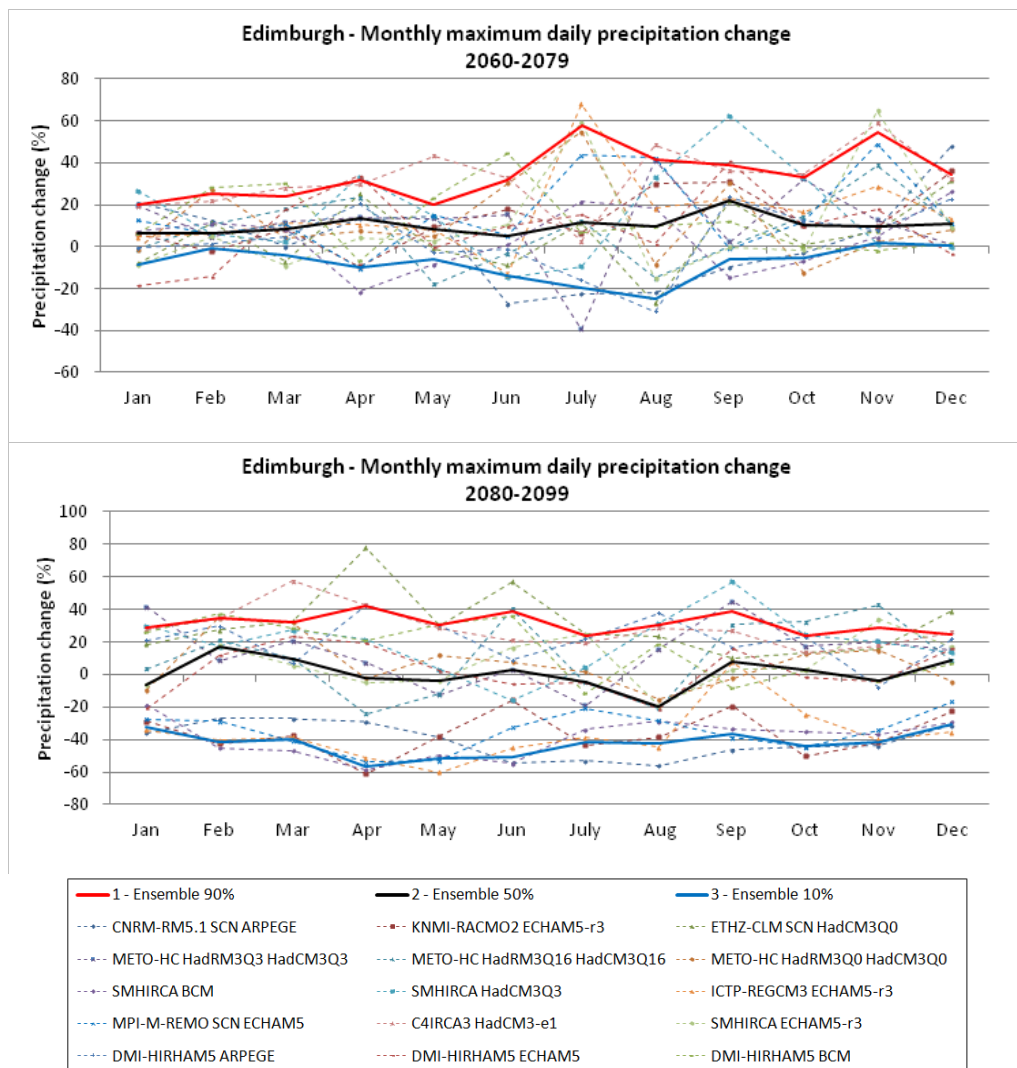 Edinburgh - Monthly maximum daily precipitation change
2060-2079
Precipitation change (%)
80
60
40
20
0
-20
-40
-60
Jan Feb Mar Apr May Jun July Aug Sep Oct Nov Dec
Edinburgh - Monthly maximum daily precipitation change
2080-2099
Precipitation change (%)
100
80
60
40
20
0
-20
-40
-60
-80
Jan Feb Mar Apr May Jun July Aug Sep Oct Nov Dec
1 - Ensemble 90% 2 - Ensemble 50% 3 - Ensemble 10%
CNRM-RM5.1 SCN ARPEGE KNMI-RACMO2 ECHAM5-r3 ETHZ-CLM SCN HadCM3Q0
METO-HC HadRM3Q3 HadCM3Q3 METO-HC HadRM3Q16 HadCM3Q16 METO-HC HadRM3Q0 HadCM3Q0
SMHIRCA BCM SMHIRCA HadCM3Q3 ICTP-REGCM3 ECHAM5-r3
MPI-M-REMO SCN ECHAM5 C4IRCA3 HadCM3-e1 SMHIRCA ECHAM5-r3
DMI-HIRHAM5 ARPEGE DMI-HIRHAM5 ECHAM5 DMI-HIRHAM5 BCM